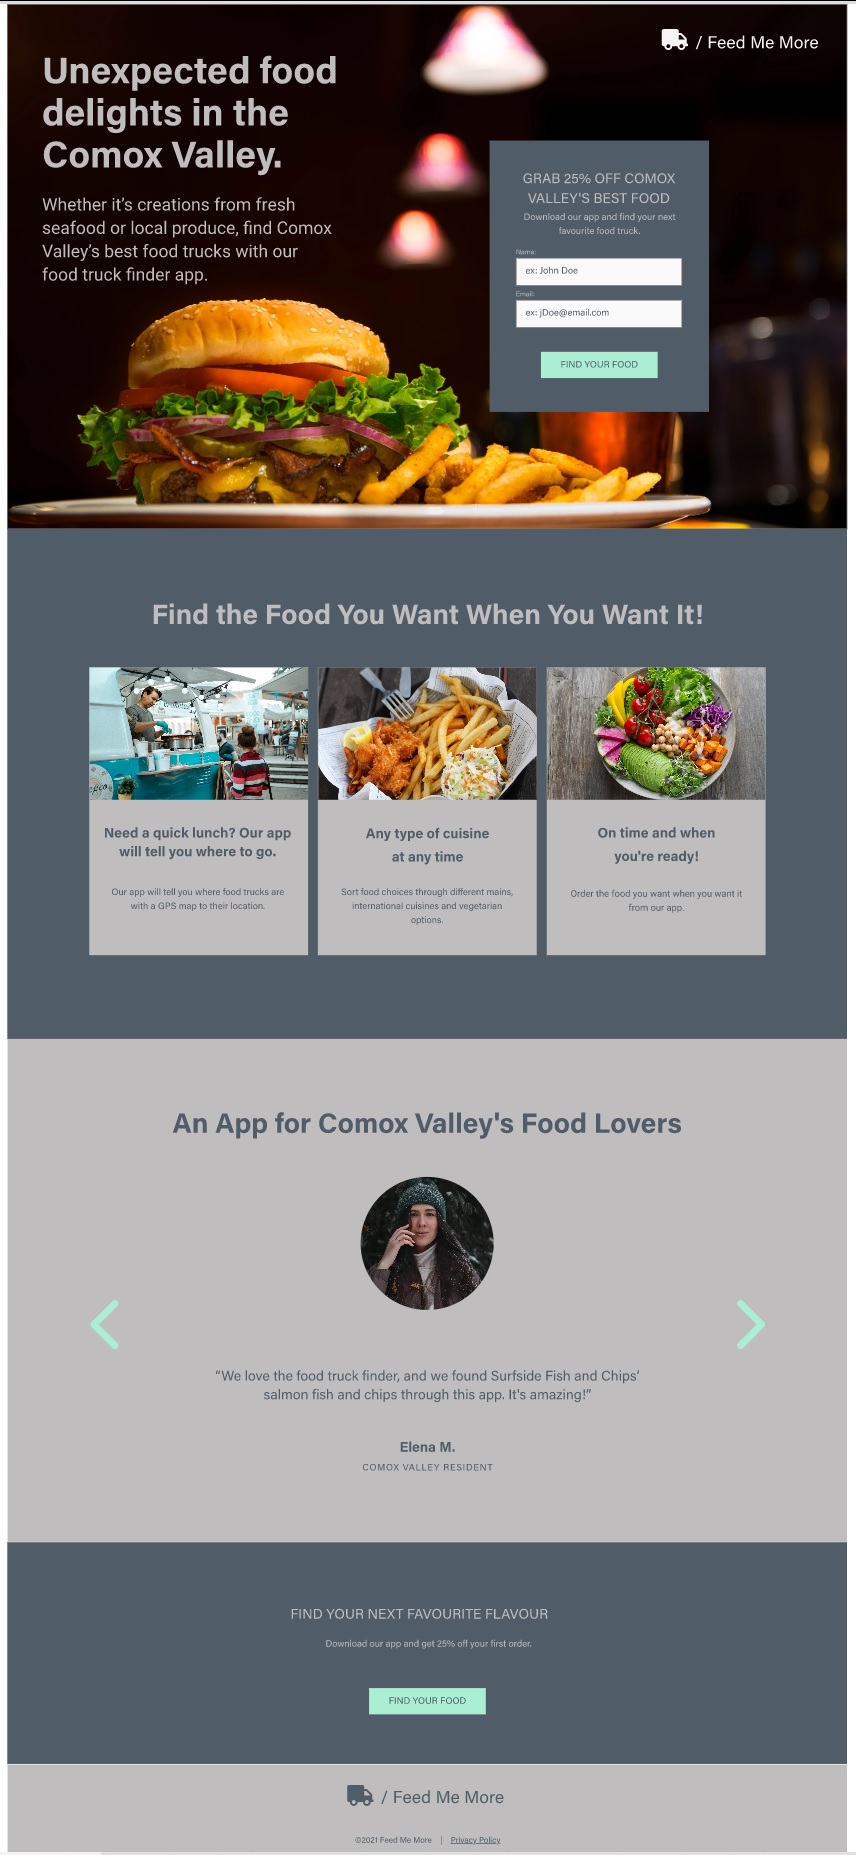 / Feed Me More
Unexpected food
delights in the
Comox Valley.
Whether it’s creations from fresh
seafood or local produce, find Comox
Valley’s best food trucks with our
food truck finder app.
GRAB 25% OFF COMOX
VALLEY'S BEST FOOD
Download our app and find your next
favourite food truck.
Name:
ex: John Doe
Email:
ex: jDoe@email.com
FIND YOUR FOOD
Find the Food You Want When You Want It!
Need a quick lunch? Our app
will tell you where to go.
Our app will tell you where food trucks are
with a GPS map to their location.
Any type of cuisine
at any time
Sort food choices through different mains,
international cuisines and vegetarian
options.
On time and when
you're ready!
Order the food you want when you want it
from our app.
An App for Comox Valley's Food Lovers
“We love the food truck finder, and we found Surfside Fish and Chips’
salmon fish and chips through this app. It's amazing!”
Elena M.
COMOX VALLEY RESIDENT
FIND YOUR NEXT FAVOURITE FLAVOUR
Download our app and get 25% off your first order.
FIND YOUR FOOD
/ Feed Me More
©2021 Feed Me More | Privacy Policy